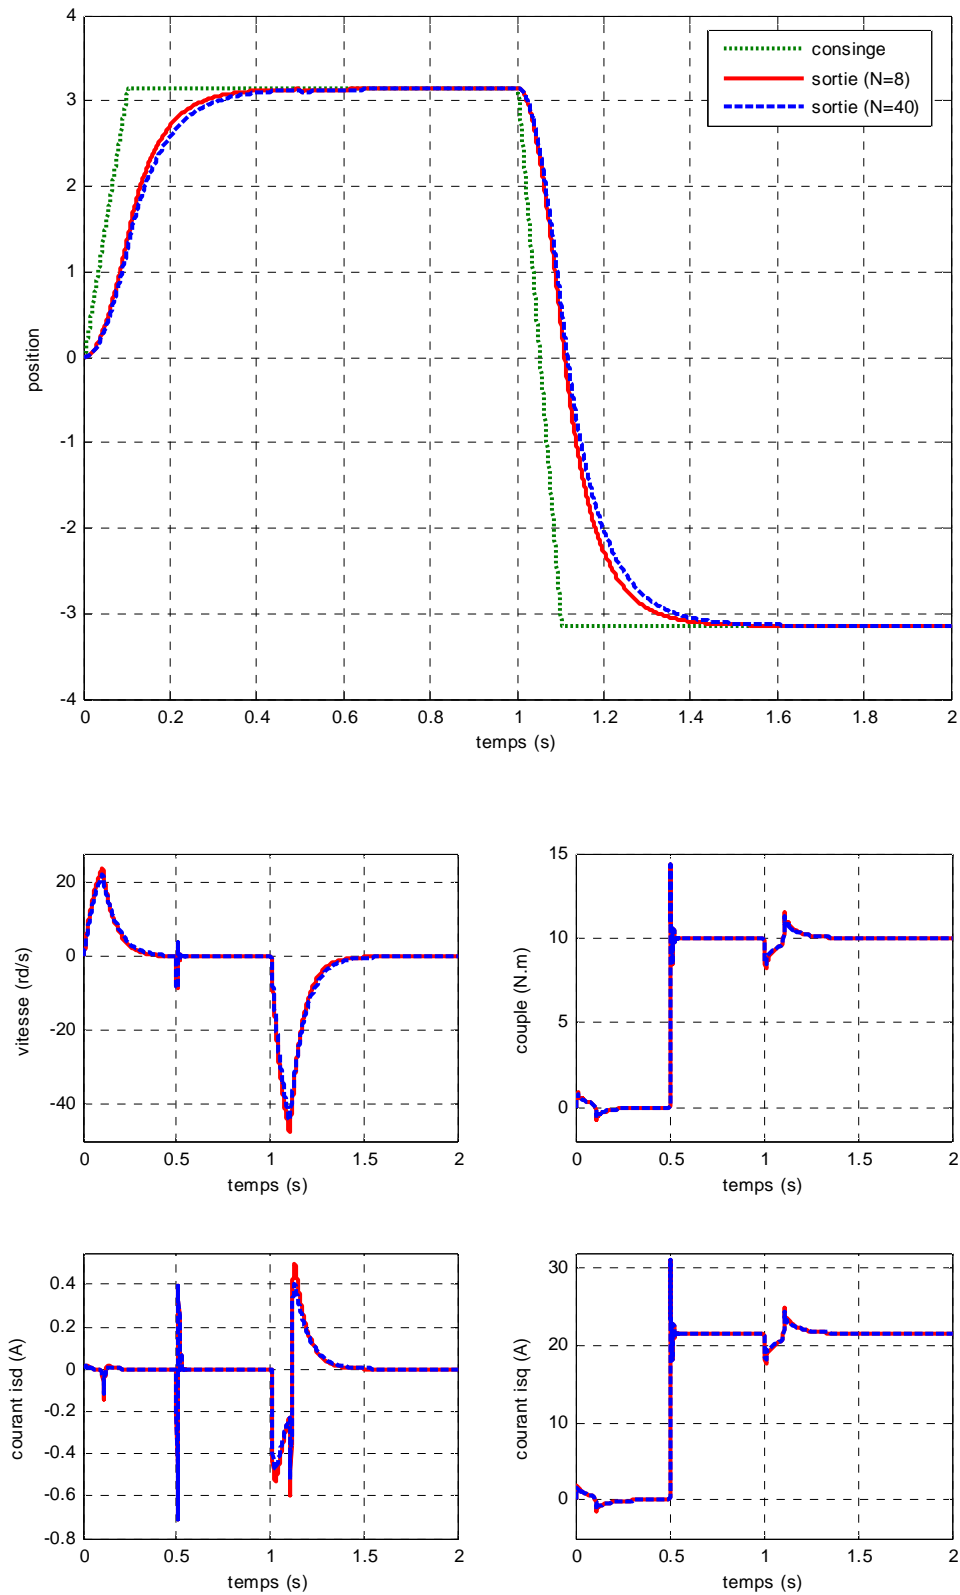 4
consinge
sortie (N=8)
sortie (N=40)
3
2
1
0
-1
-2
-3
-4
position
0 0.2 0.4 0.6 0.8 1 1.2 1.4 1.6 1.8 2
temps (s)
20
0
-20
-40
vitesse (rd/s)
0 0.5 1 1.5 2
temps (s)
15
10
5
0
couple (N.m)
0 0.5 1 1.5 2
temps (s)
0.4
0.2
0
-0.2
-0.4
-0.6
-0.8
courant isd (A)
0 0.5 1 1.5 2
temps (s)
30
20
10
0
courant isq (A)
0 0.5 1 1.5 2
temps (s)